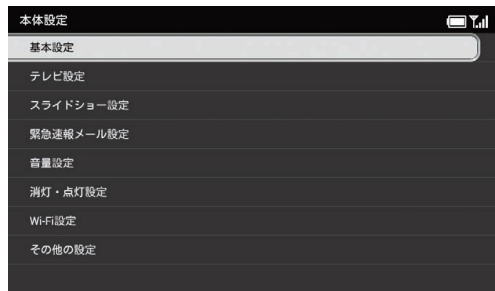 本体設定
基本設定
テレビ設定
スライドショー設定
緊急速報メール設定
音量設定
消灯・点灯設定
Wi-Fi設定
その他の設定